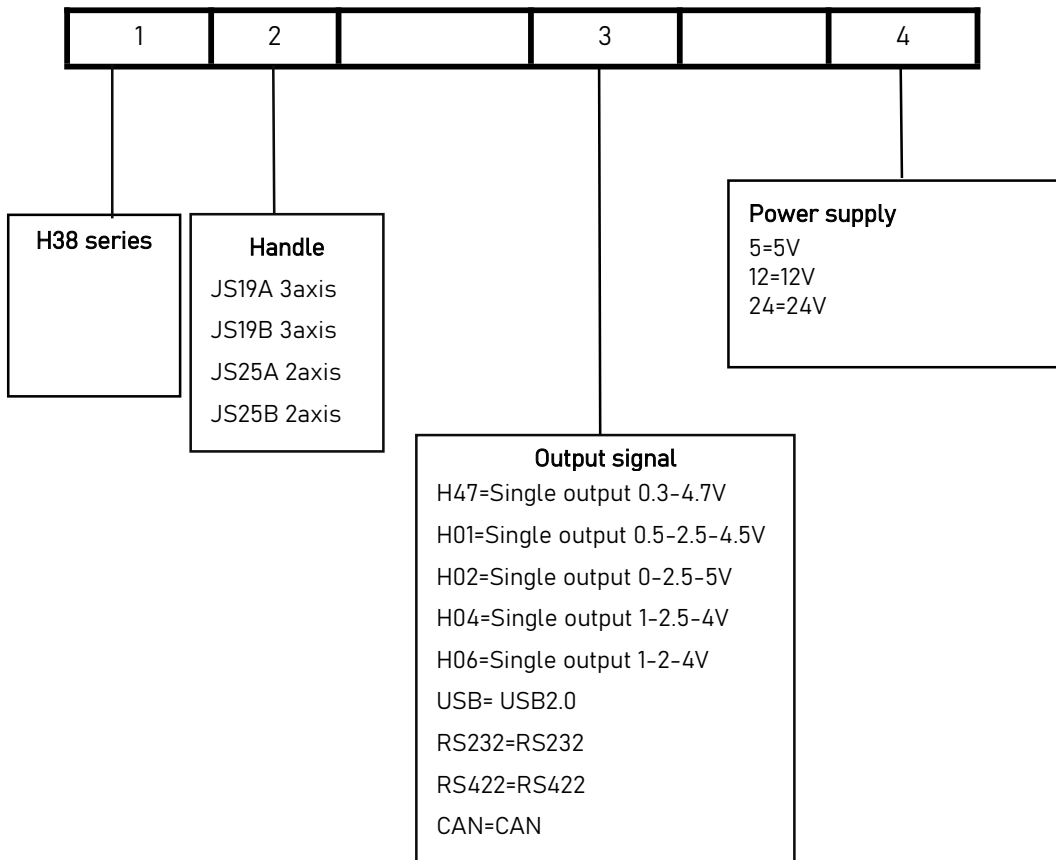 1 2 3 4
H38 series
Handle
JS19A 3axis
JS19B 3axis
JS25A 2axis
JS25B 2axis
Output signal
H47=Single output 0.3-4.7V
H01=Single output 0.5-2.5-4.5V
H02=Single output 0-2.5-5V
H04=Single output 1-2.5-4V
H06=Single output 1-2-4V
USB= USB2.0
RS232=RS232
RS422=RS422
CAN=CAN
Power supply
5=5V
12=12V
24=24V